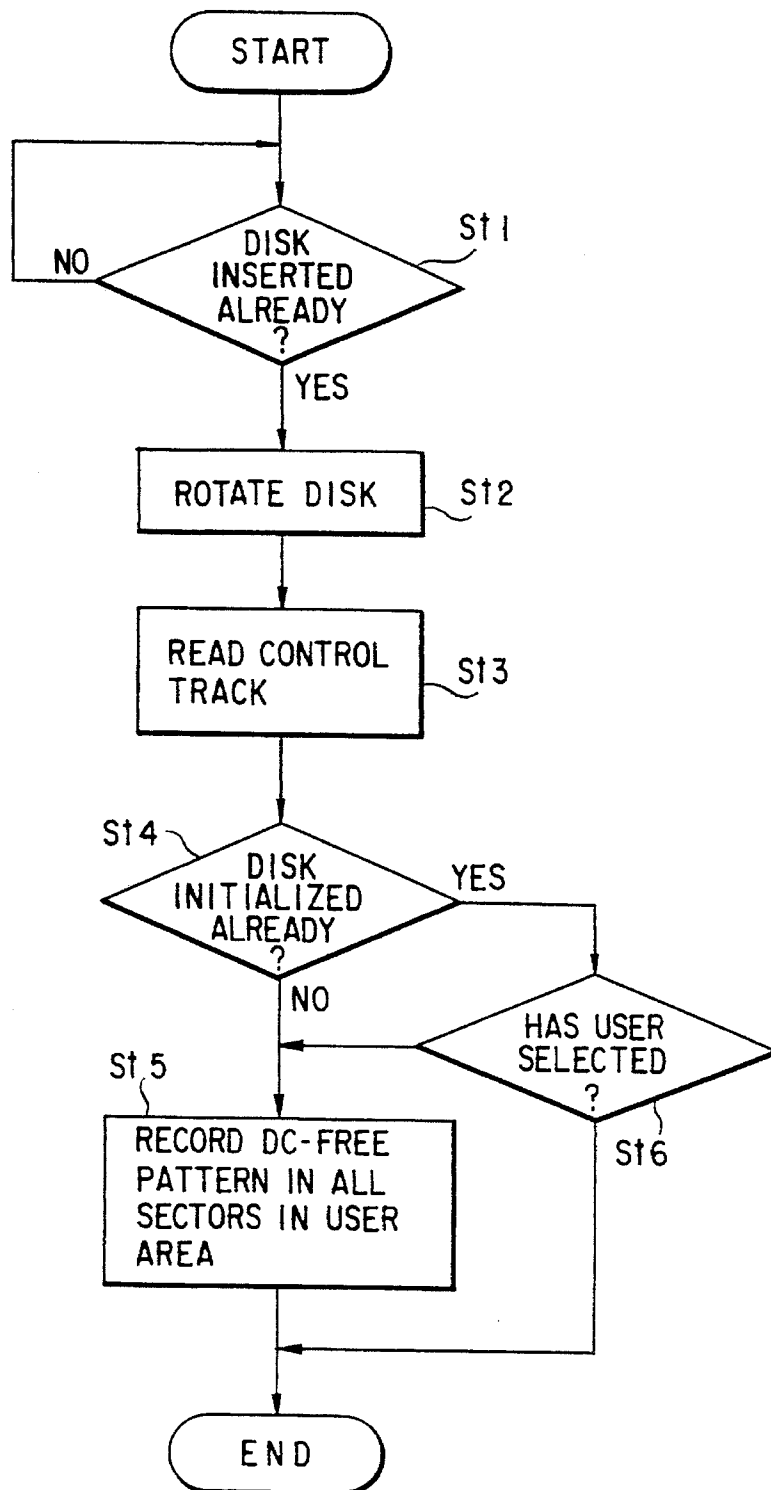 START
St1
DISK
INSERTED
ALREADY
?
NO
YES
ROTATE DISK
St2
READ CONTROL
TRACK
St3
St4
DISK
INITIALIZED
ALREADY
?
YES
NO
HAS USER
SELECTED
?
St6
St5
RECORD DC-FREE
PATTERN IN ALL
SECTORS IN USER
AREA
END